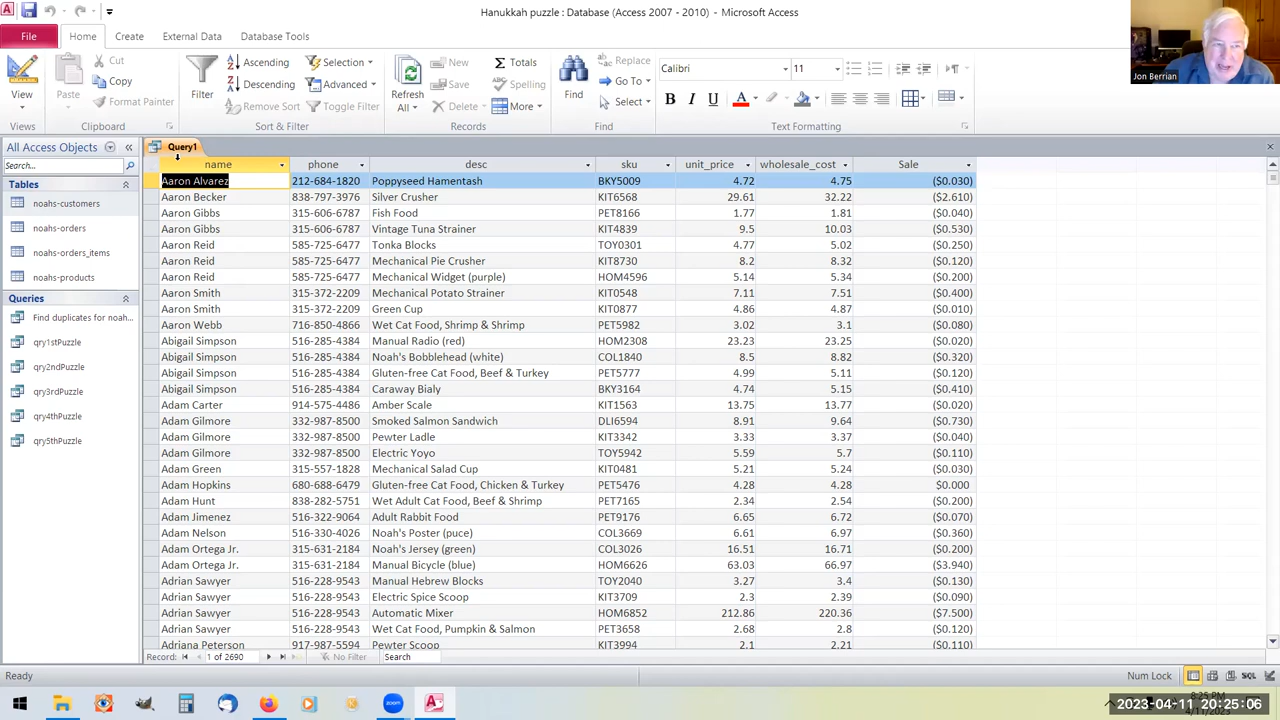 Hanukkah puzzle : Database (Access 2007 - 2010) - Microsoft Access
File Home Create External Data Database Tools
View
Views
Paste
Cut
Copy
Format Painter
Clipboard
Filter
Ascending
Descending
Remove Sort
Selection
Advanced
Toggle Filter
Sort & Filter
Refresh All
New
Save
Delete
Totals
Spelling
More
Records
Find
Replace
Go To
Select
Find
Calibri 11
B I U A
Text Formatting
Jon Berrian
All Access Objects
Search...
Tables
noahs-customers
noahs-orders
noahs-orders_items
noahs-products
Queries
Find duplicates for noah...
qry1stPuzzle
qry2ndPuzzle
qry3rdPuzzle
qry4thPuzzle
qry5thPuzzle
Query1
name phone desc sku unit_price wholesale_cost Sale
Aaron Alvarez 212-684-1820 Poppyseed Hamentash BKY5009 4.72 4.75 ($0.030)
Aaron Becker 838-797-3976 Silver Crusher KIT6568 29.61 32.22 ($2.610)
Aaron Gibbs 315-606-6787 Fish Food PET8166 1.77 1.81 ($0.040)
Aaron Gibbs 315-606-6787 Vintage Tuna Strainer KIT4839 9.5 10.03 ($0.530)
Aaron Reid 585-725-6477 Tonka Blocks TOY0301 4.77 5.02 ($0.250)
Aaron Reid 585-725-6477 Mechanical Pie Crusher KIT8730 8.2 8.32 ($0.120)
Aaron Reid 585-725-6477 Mechanical Widget (purple) HOM4596 5.14 5.34 ($0.200)
Aaron Smith 315-372-2209 Mechanical Potato Strainer KIT0548 7.11 7.51 ($0.400)
Aaron Smith 315-372-2209 Green Cup KIT0877 4.86 4.87 ($0.010)
Aaron Webb 716-850-4866 Wet Cat Food, Shrimp & Shrimp PET5982 3.02 3.1 ($0.080)
Abigail Simpson 516-285-4384 Manual Radio (red) HOM2308 23.23 23.25 ($0.020)
Abigail Simpson 516-285-4384 Noah's Bobblehead (white) COL1840 8.5 8.82 ($0.320)
Abigail Simpson 516-285-4384 Gluten-free Cat Food, Beef & Turkey PET5777 4.99 5.11 ($0.120)
Abigail Simpson 516-285-4384 Caraway Bialy BKY3164 4.74 5.15 ($0.410)
Adam Carter 914-575-4486 Amber Scale KIT1563 13.75 13.77 ($0.020)
Adam Gilmore 332-987-8500 Smoked Salmon Sandwich DLI6594 8.91 9.64 ($0.730)
Adam Gilmore 332-987-8500 Pewter Ladle KIT3342 3.33 3.37 ($0.040)
Adam Gilmore 332-987-8500 Electric Yoyo TOY5942 5.59 5.7 ($0.110)
Adam Green 315-557-1828 Mechanical Salad Cup KIT0481 5.21 5.24 ($0.030)
Adam Hopkins 680-688-6479 Gluten-free Cat Food, Chicken & Turkey PET5476 4.28 4.28 $0.000
Adam Hunt 838-282-5751 Wet Adult Cat Food, Beef & Shrimp PET7165 2.34 2.54 ($0.200)
Adam Jimenez 516-322-9064 Adult Rabbit Food PET9176 6.65 6.72 ($0.070)
Adam Nelson 516-330-4026 Noah's Poster (puce) COL3669 6.61 6.97 ($0.360)
Adam Ortega Jr. 315-631-2184 Noah's Jersey (green) COL3026 16.51 16.71 ($0.200)
Adam Ortega Jr. 315-631-2184 Manual Bicycle (blue) HOM6626 63.03 66.97 ($3.940)
Adrian Sawyer 516-228-9543 Manual Hebrew Blocks TOY2040 3.27 3.4 ($0.130)
Adrian Sawyer 516-228-9543 Electric Spice Scoop KIT3709 2.3 2.39 ($0.090)
Adrian Sawyer 516-228-9543 Automatic Mixer HOM6852 212.86 220.36 ($7.500)
Adrian Sawyer 516-228-9543 Wet Cat Food, Pumpkin & Salmon PET3658 2.68 2.8 ($0.120)
Adriana Peterson 917-987-5594 Pewter Scoop KIT3994 2.1 2.21 ($0.110)
Record: 1 of 2690 No Filter Search
Ready Num Lock SQL
2023-04-11 20:25:06